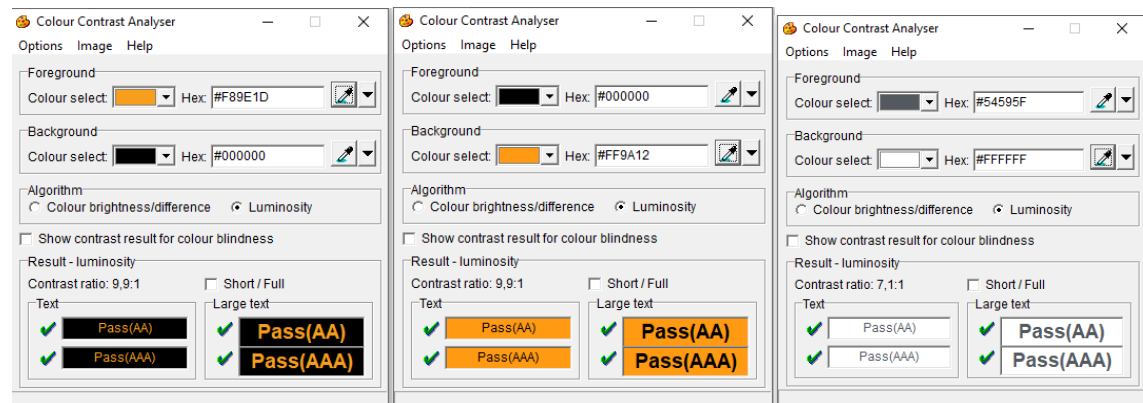 Colour Contrast Analyser
Options Image Help
Foreground
Colour select: Hex: #F89E1D
Background
Colour select: Hex: #000000
Algorithm
Colour brightness/difference Luminosity
Show contrast result for colour blindness
Result - luminosity
Contrast ratio: 9,9:1 Short / Full
Text Large text
Pass(AA) Pass(AA)
Pass(AAA) Pass(AAA)
Colour Contrast Analyser
Options Image Help
Foreground
Colour select: Hex: #000000
Background
Colour select: Hex: #FF9A12
Algorithm
Colour brightness/difference Luminosity
Show contrast result for colour blindness
Result - luminosity
Contrast ratio: 9,9:1 Short / Full
Text Large text
Pass(AA) Pass(AA)
Pass(AAA) Pass(AAA)
Colour Contrast Analyser
Options Image Help
Foreground
Colour select: Hex: #54595F
Background
Colour select: Hex: #FFFFFF
Algorithm
Colour brightness/difference Luminosity
Show contrast result for colour blindness
Result - luminosity
Contrast ratio: 7,1:1 Short / Full
Text Large text
Pass(AA) Pass(AA)
Pass(AAA) Pass(AAA)